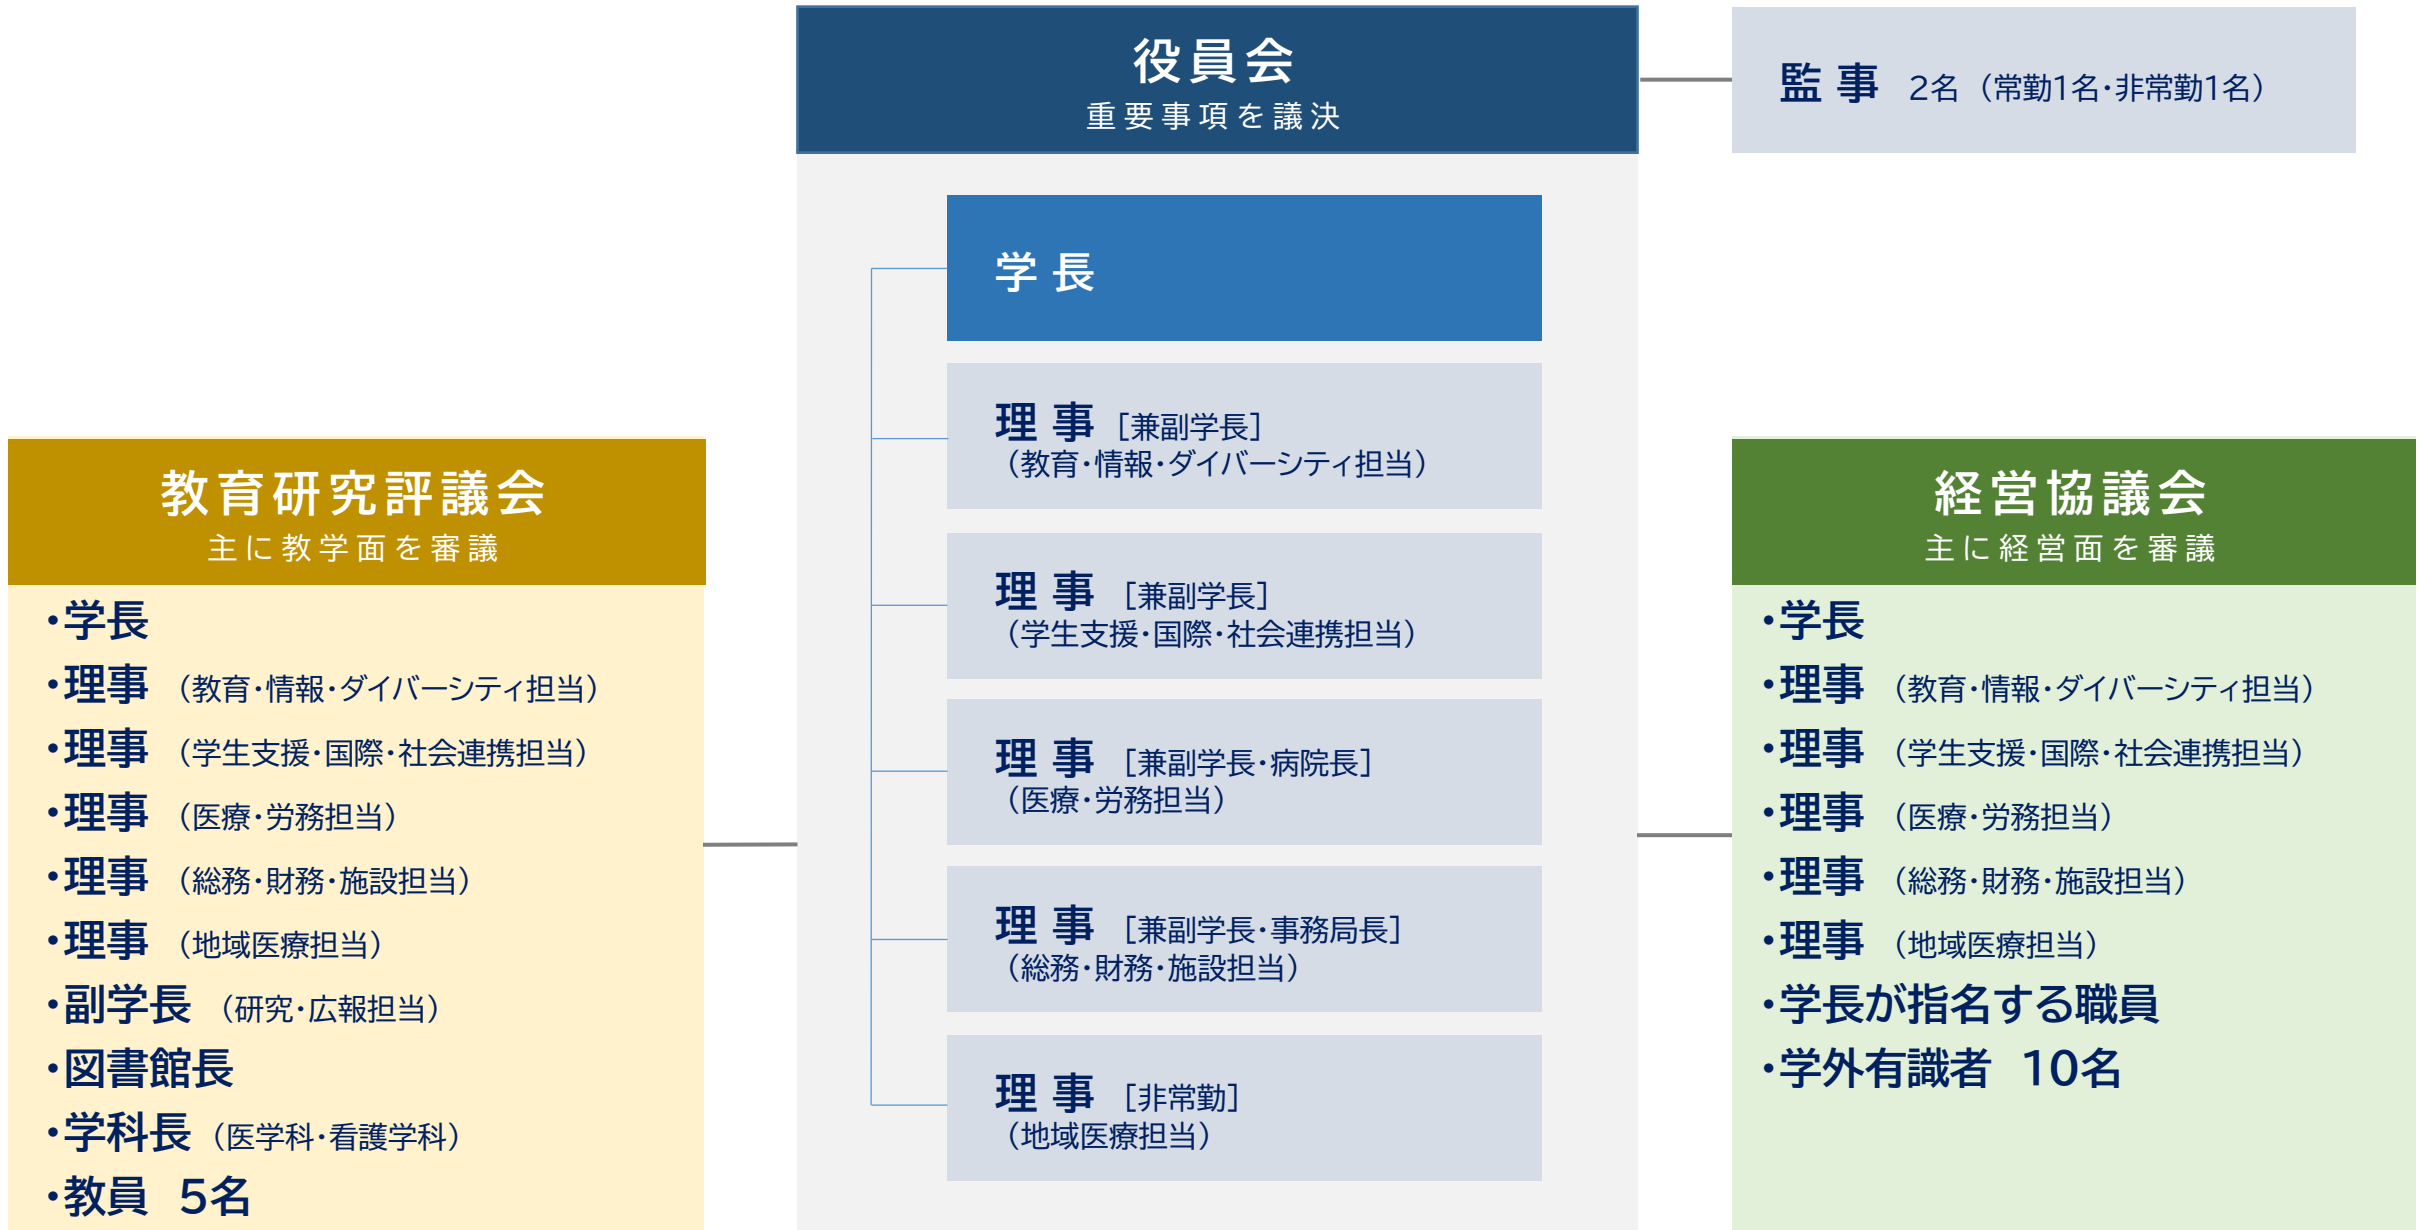 役員会
重要事項を議決
監 事 2名（常勤1名・非常勤1名）
学 長
理 事 ［兼副学長］
（教育・情報・ダイバーシティ担当）
理 事 ［兼副学長］
（学生支援・国際・社会連携担当）
理 事 ［兼副学長・病院長］
（医療・労務担当）
理 事 ［兼副学長・事務局長］
（総務・財務・施設担当）
理 事 ［非常勤］
（地域医療担当）
教育研究評議会
主に教学面を審議
・学長
・理事 （教育・情報・ダイバーシティ担当）
・理事 （学生支援・国際・社会連携担当）
・理事 （医療・労務担当）
・理事 （総務・財務・施設担当）
・理事 （地域医療担当）
・副学長 （研究・広報担当）
・図書館長
・学科長（医学科・看護学科）
・教員 5名
経営協議会
主に経営面を審議
・学長
・理事 （教育・情報・ダイバーシティ担当）
・理事 （学生支援・国際・社会連携担当）
・理事 （医療・労務担当）
・理事 （総務・財務・施設担当）
・理事 （地域医療担当）
・学長が指名する職員
・学外有識者 10名